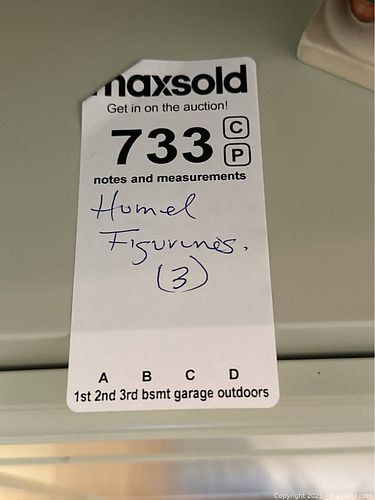 maxsold
Get in on the auction!
733 C
P
notes and measurements
Humel
Figurines.
(3)
A B C D
1st 2nd 3rd bsmt garage outdoors
Copyright 2025 - maxsold.com